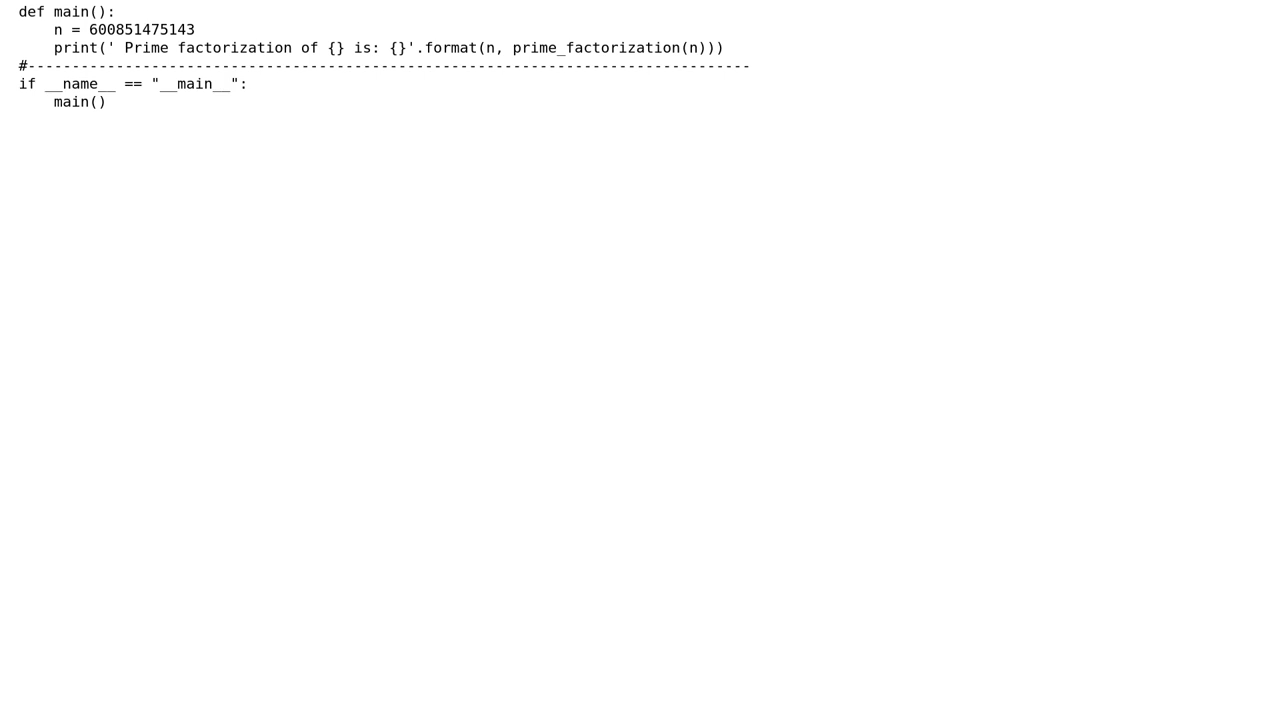 def main():
    n = 600851475143
    print(' Prime factorization of {} is: {}'.format(n, prime_factorization(n)))
#----------------------------------------------------------------------------------
if __name__ == "__main__":
    main()